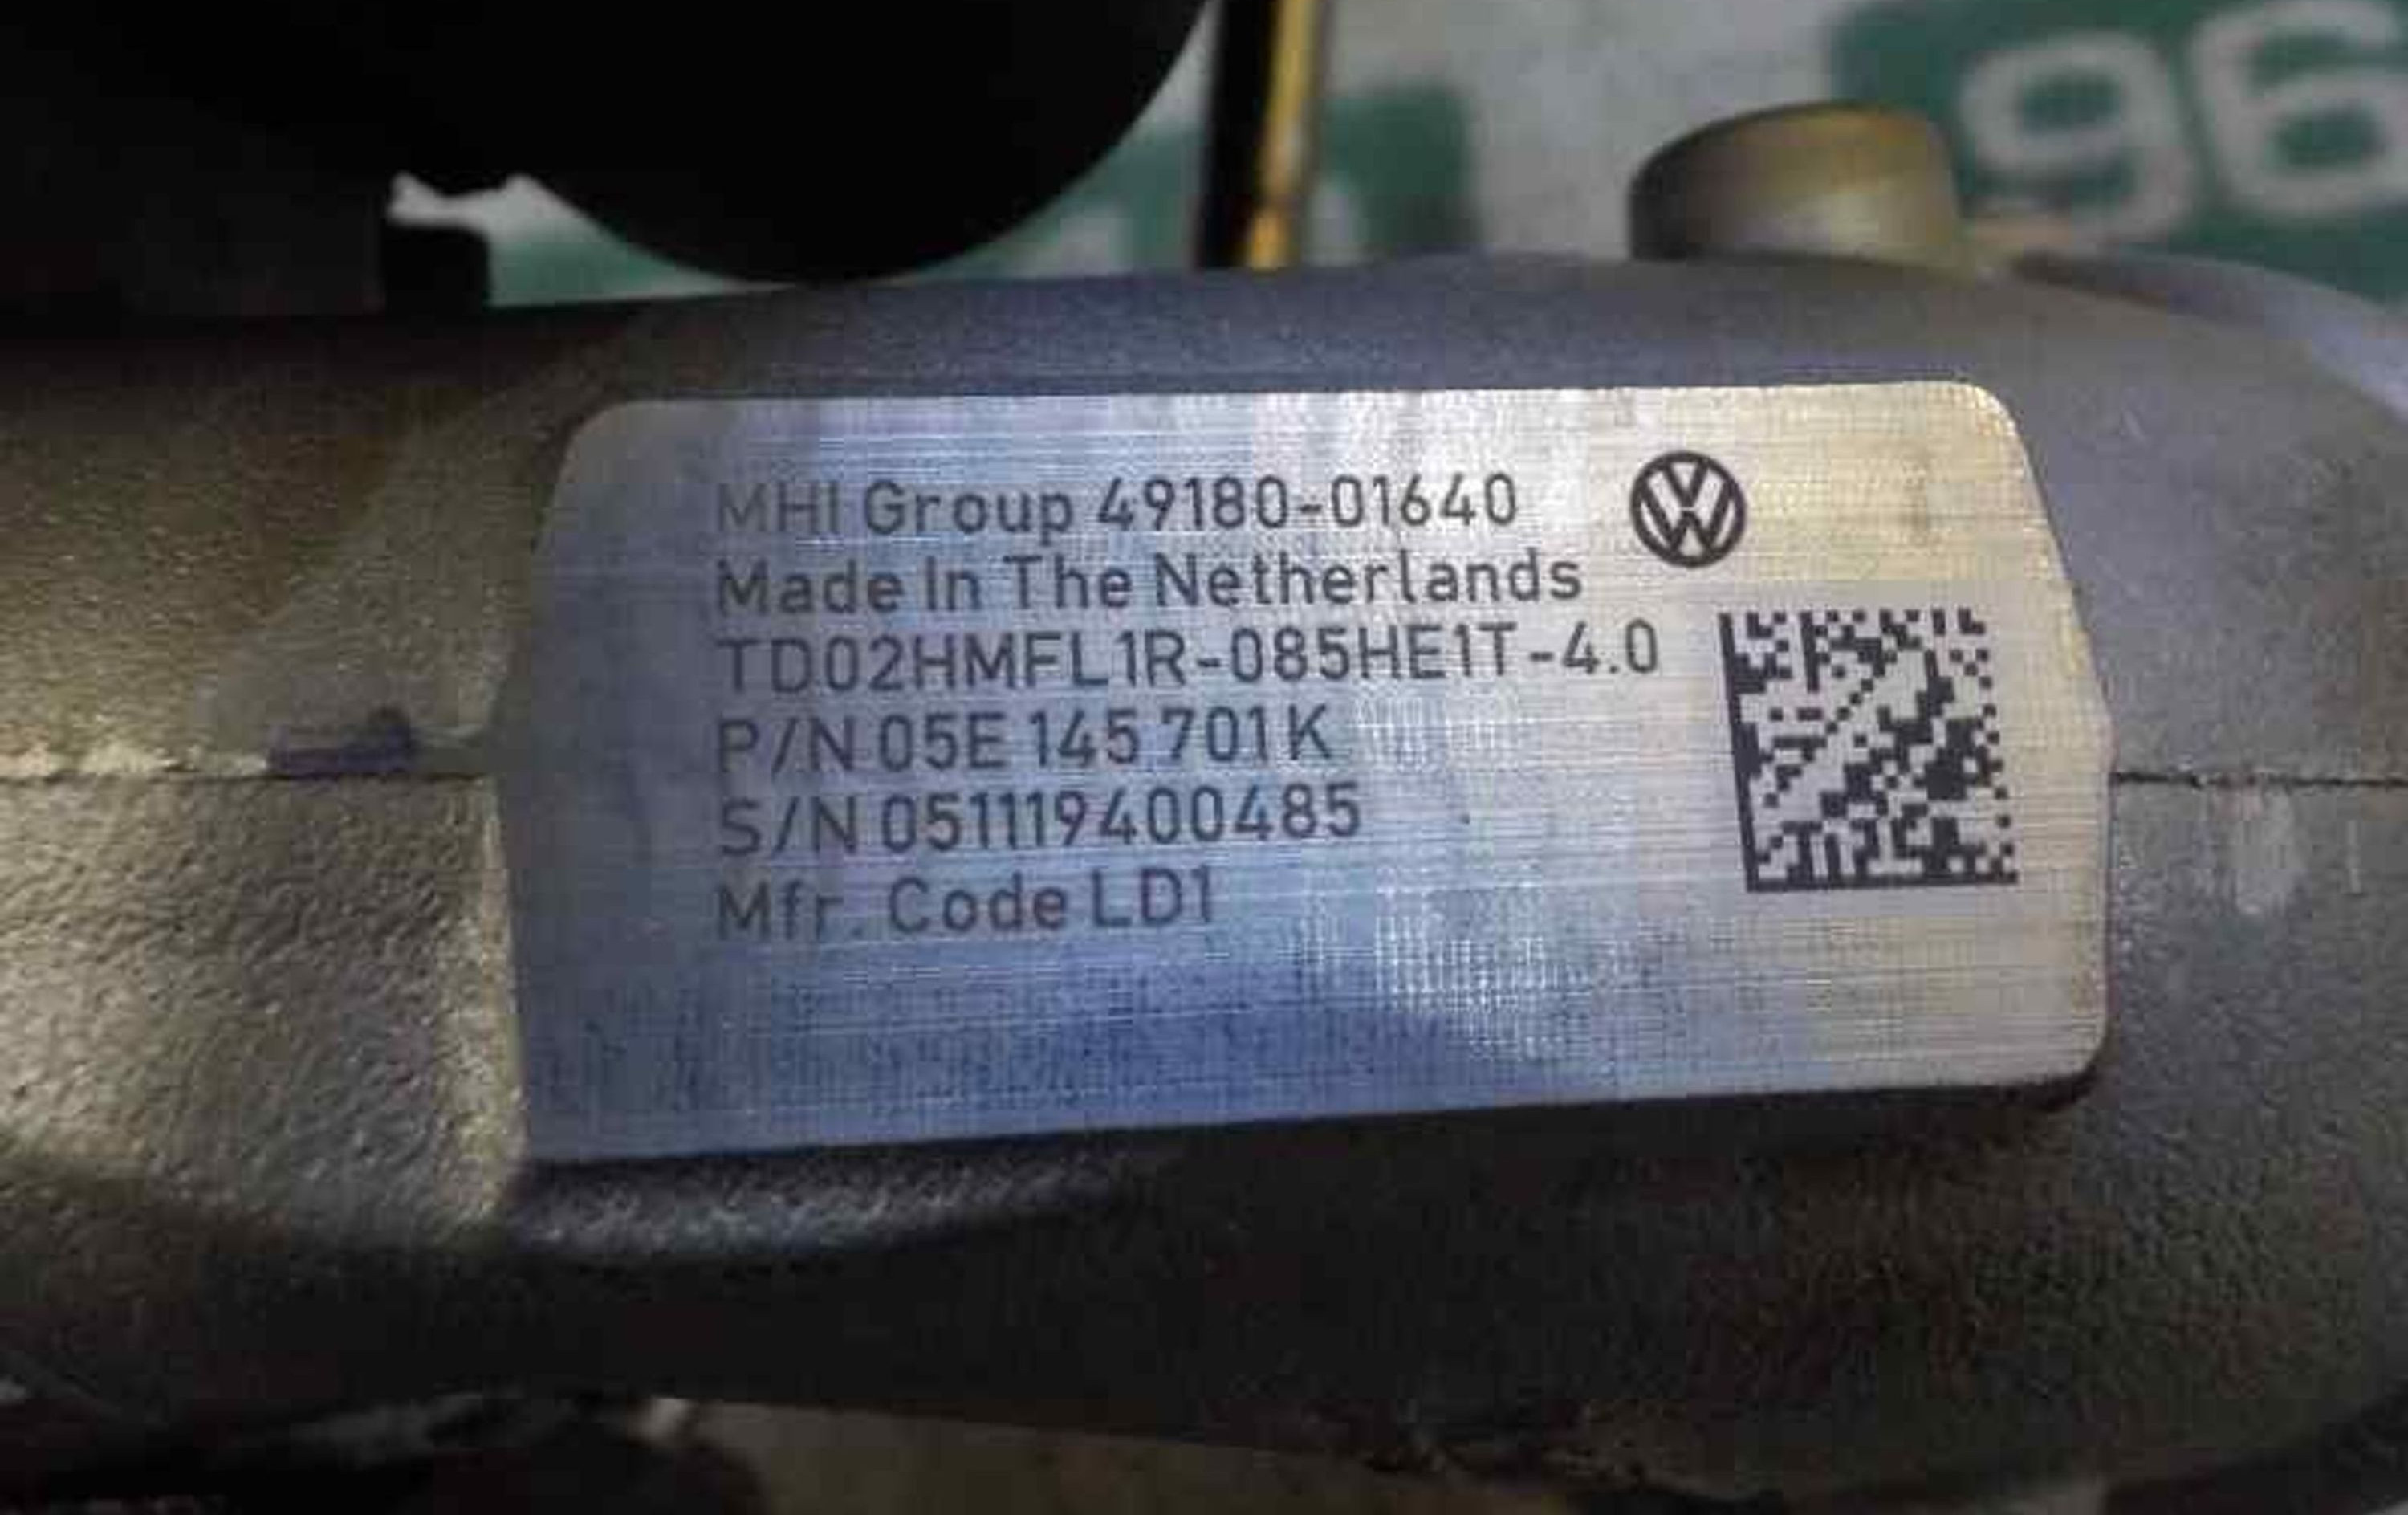 96
MHI Group 49180-01640
Made In The Netherlands
TD02HMFL1R-085HE1T-4.0
P/N 05E 145 701 K
S/N 051119400485
Mfr. Code LD1